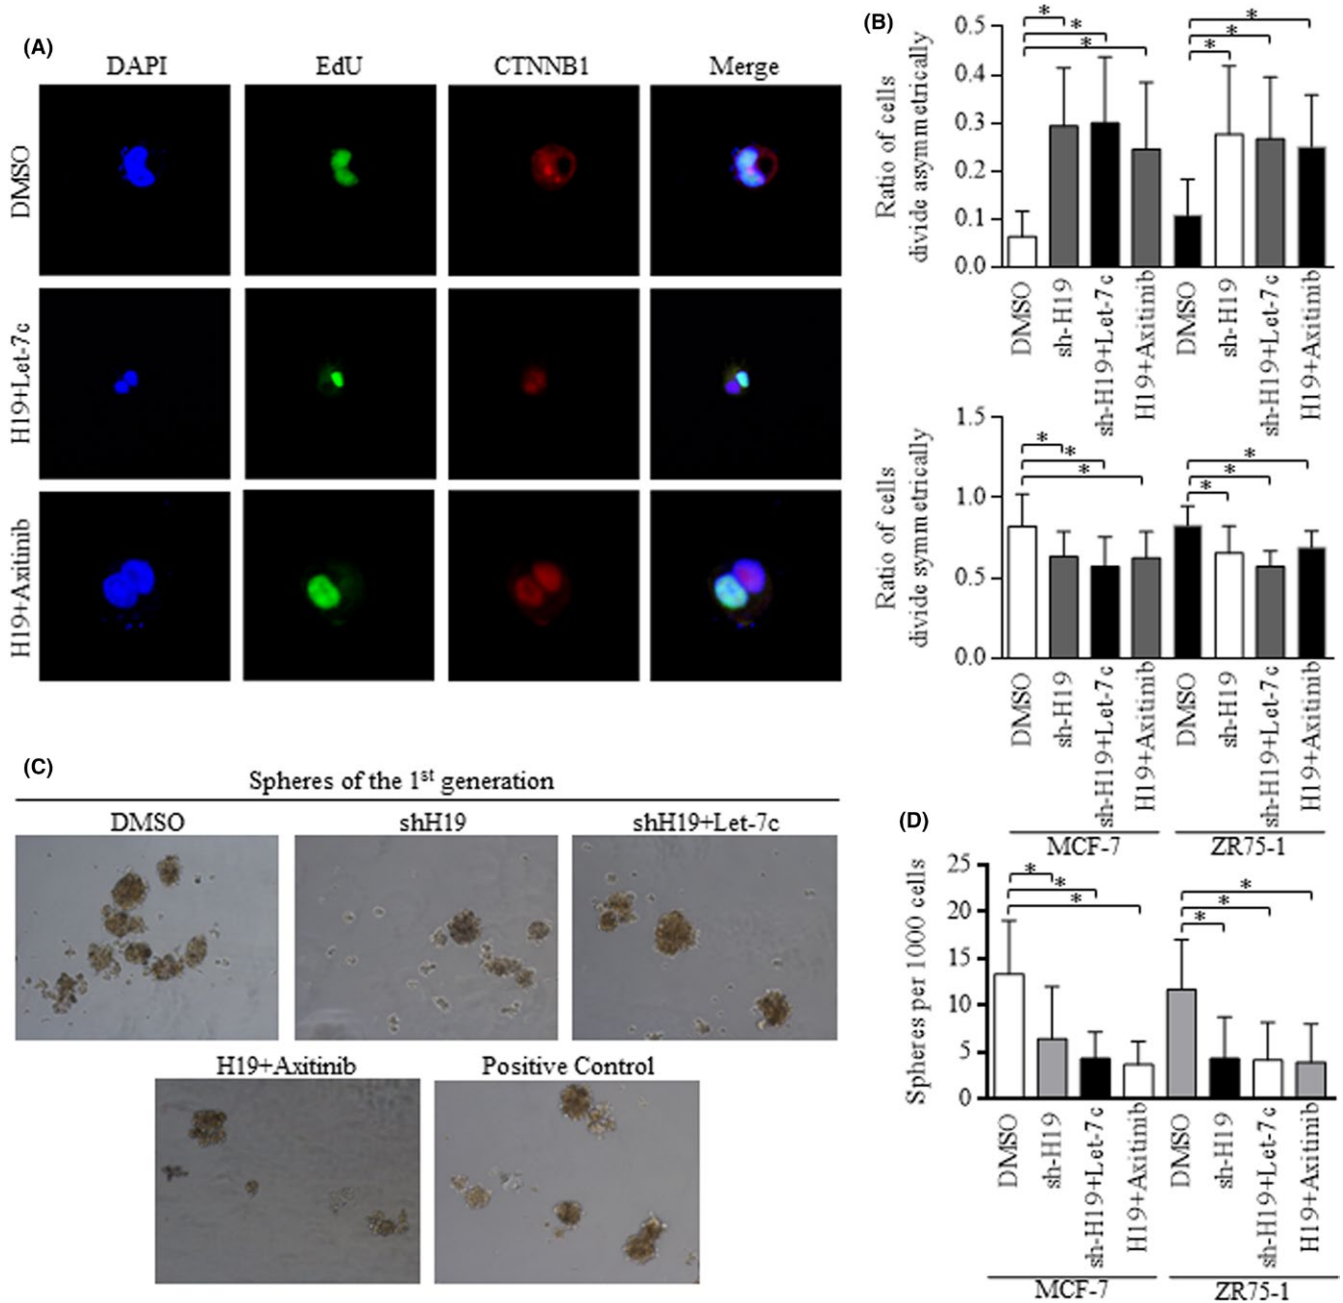 (A)
DAPI EdU CTNNB1 Merge
DMSO
H19+Let-7c
H19+Axitinib
(B)
Ratio of cells
divide asymmetrically
0.5
0.4
0.3
0.2
0.1
0.0
* * * * * *
DMSO sh-H19 sh-H19+Let-7c H19+Axitinib DMSO sh-H19 sh-H19+Let-7c H19+Axitinib
Ratio of cells
divide symmetrically
1.5
1.0
0.5
0.0
* * * * * *
DMSO sh-H19 sh-H19+Let-7c H19+Axitinib DMSO sh-H19 sh-H19+Let-7c H19+Axitinib
MCF-7 ZR75-1
(C)
Spheres of the 1st generation
DMSO shH19 shH19+Let-7c
H19+Axitinib Positive Control
(D)
Spheres per 1000 cells
25
20
15
10
5
0
* * * * * *
DMSO sh-H19 sh-H19+Let-7c H19+Axitinib DMSO sh-H19 sh-H19+Let-7c H19+Axitinib
MCF-7 ZR75-1